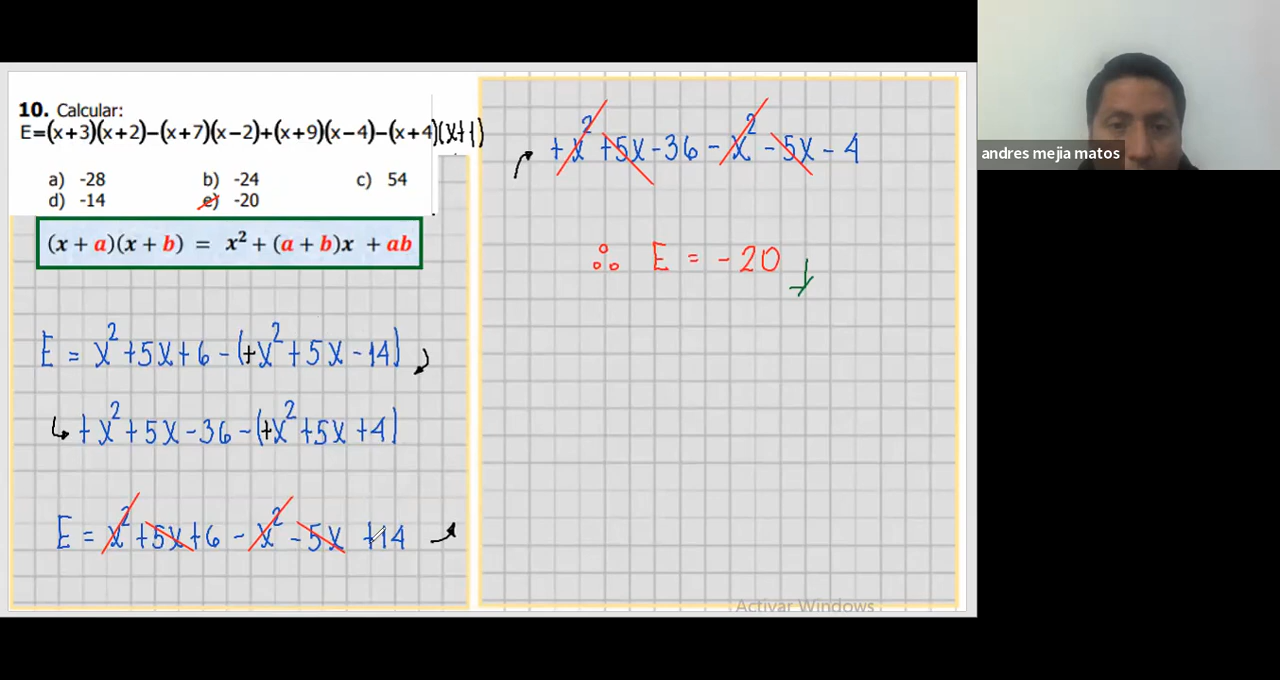 10. Calcular:
E=(x+3)(x+2)−(x+7)(x−2)+(x+9)(x−4)−(x+4)(x+1)
a) -28 b) -24 c) 54
d) -14 e) -20
(x + a)(x + b) = x² + (a + b)x + ab
E = x² + 5x + 6 - (+x² + 5x - 14)
+ x² + 5x - 36 - (+x² + 5x + 4)
E = x² + 5x + 6 - x² - 5x + 14
+ x² + 5x - 36 - x² - 5x - 4
∴ E = - 20
Activar Windows
andres mejia matos